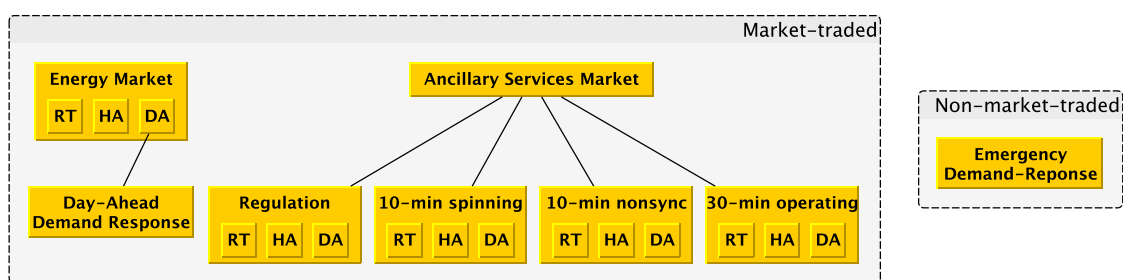 Market-traded
Energy Market
RT HA DA
Ancillary Services Market
Non-market-traded
Emergency
Demand-Reponse
Day-Ahead
Demand Response
Regulation
RT HA DA
10-min spinning
RT HA DA
10-min nonsync
RT HA DA
30-min operating
RT HA DA